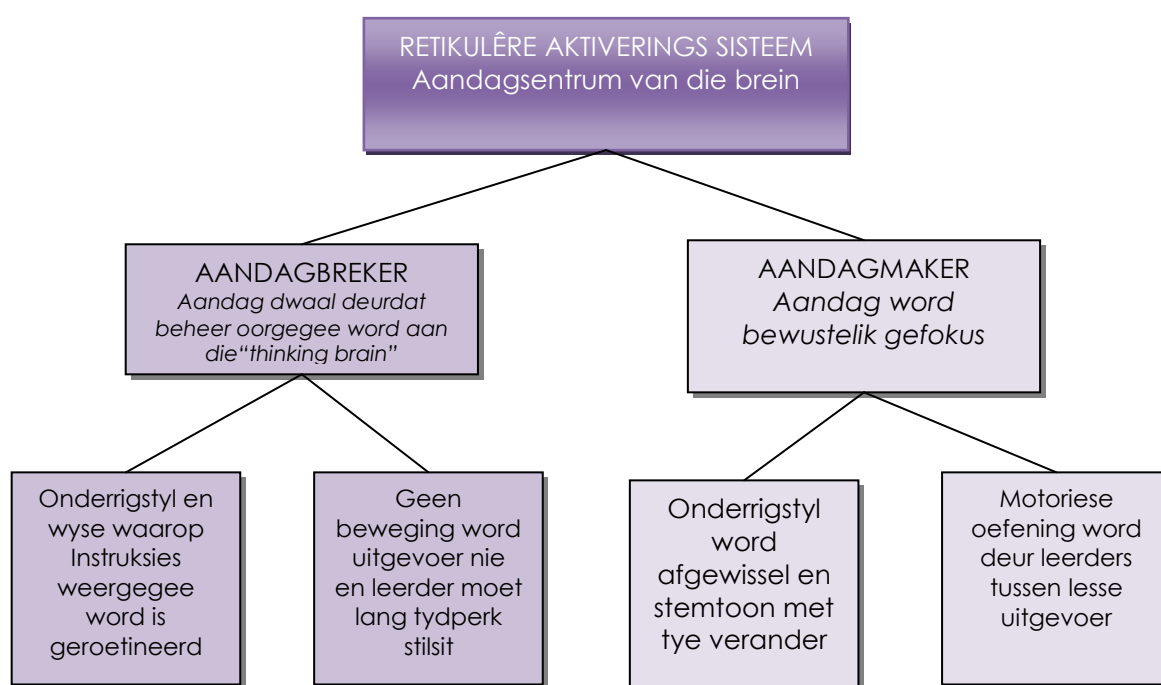 RETIKULÊRE AKTIVERINGS SISTEEM
Aandagsentrum van die brein
AANDAGBREKER
Aandag dwaal deurdat
beheer oorgegee word aan
die“thinking brain”
AANDAGMAKER
Aandag word
bewustelik gefokus
Onderrigstyl en
wyse waarop
Instruksies
weergegee
word is
geroetineerd
Geen
beweging word
uitgevoer nie
en leerder moet
lang tydperk
stilsit
Onderrigstyl
word
afgewissel en
stemtoon met
tye verander
Motoriese
oefening word
deur leerders
tussen lesse
uitgevoer